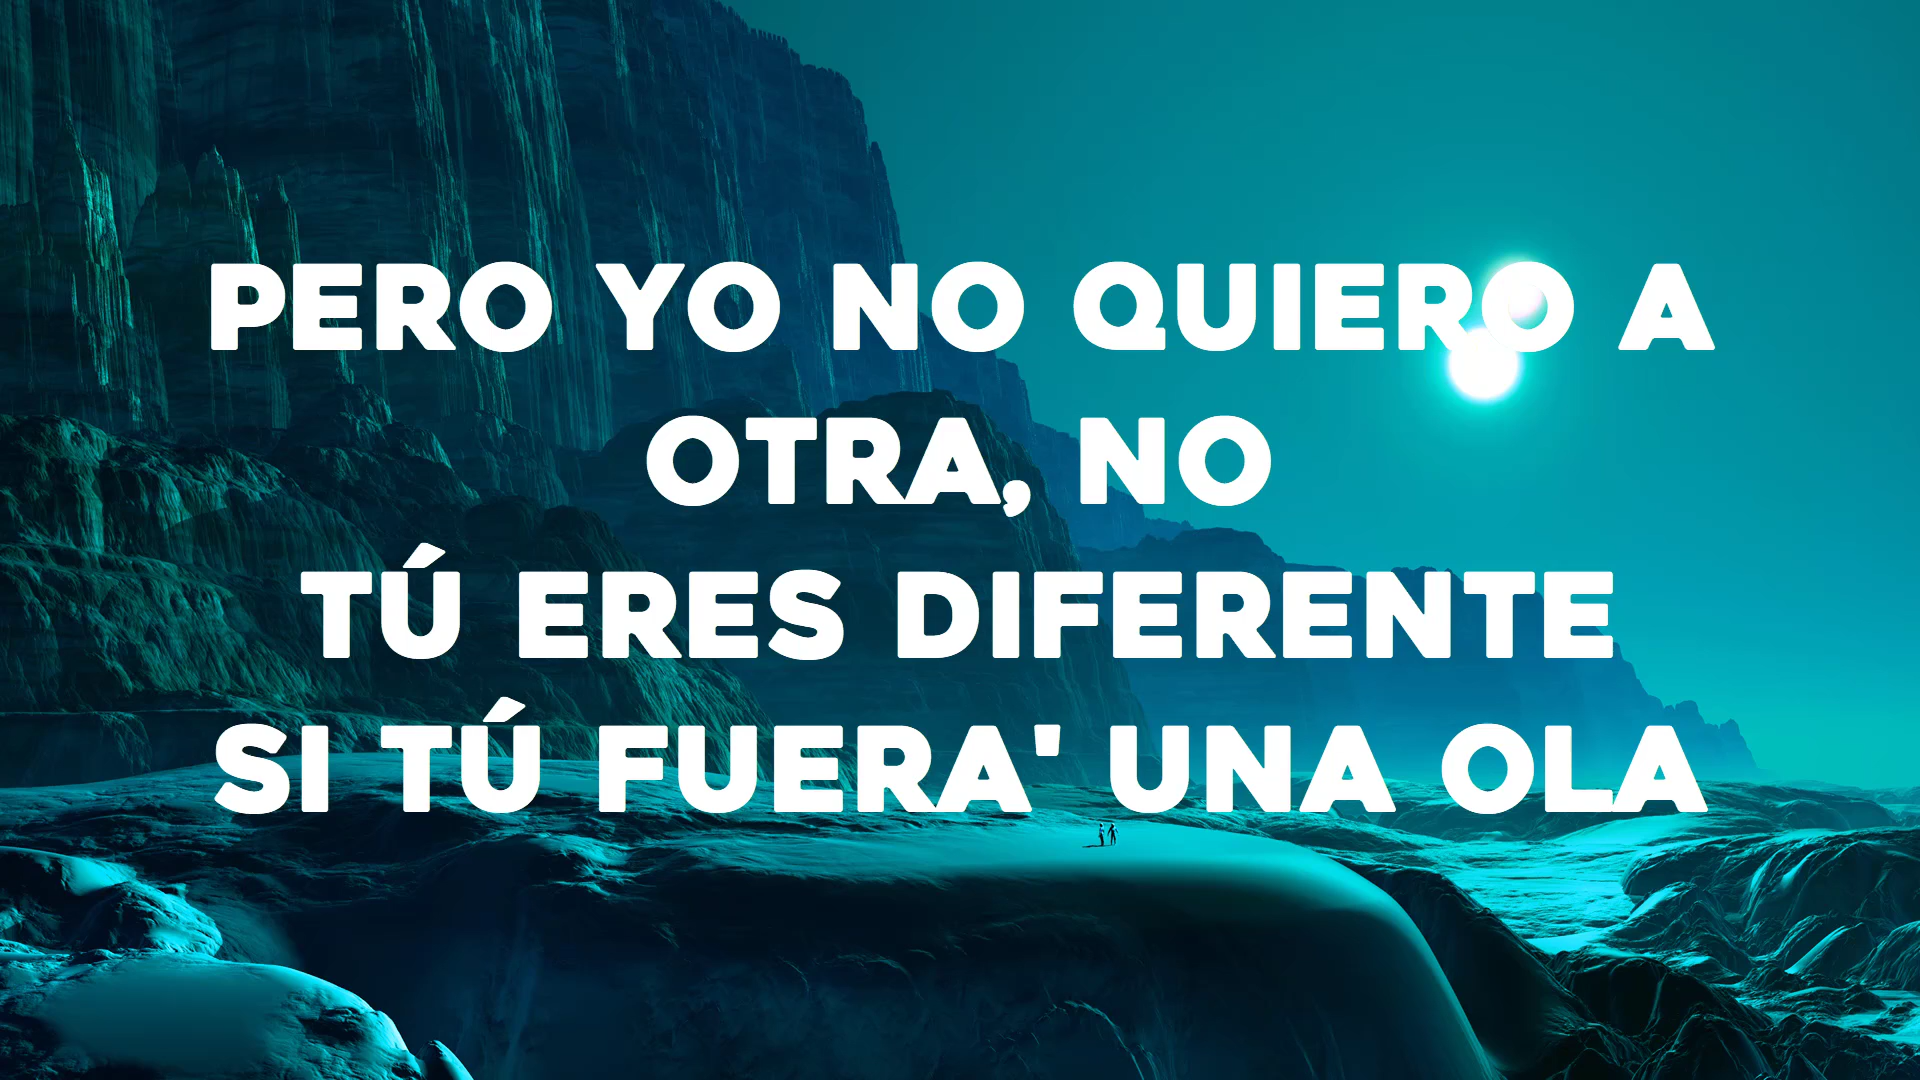 PERO YO NO QUIERO A
OTRA, NO
TÚ ERES DIFERENTE
SI TÚ FUERA' UNA OLA